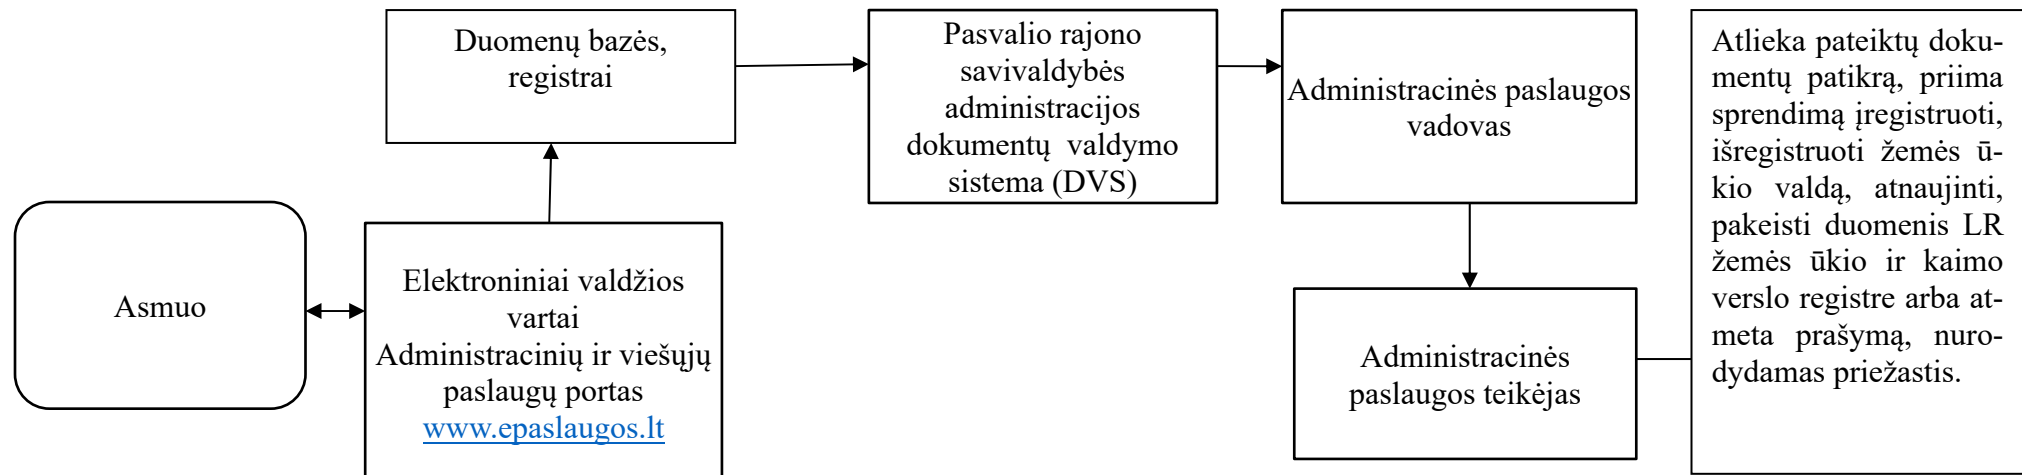 Asmuo
Elektroniniai valdžios
vartai
Administracinių ir viešųjų
paslaugų portas
www.epaslaugos.lt
Duomenų bazės,
registrai
Pasvalio rajono
savivaldybės
administracijos
dokumentų valdymo
sistema (DVS)
Administracinės paslaugos
vadovas
Administracinės
paslaugos teikėjas
Atlieka pateiktų doku-
mentų patikrą, priima
sprendimą įregistruoti,
išregistruoti žemės ū-
kio valdą, atnaujinti,
pakeisti duomenis LR
žemės ūkio ir kaimo
verslo registre arba at-
meta prašymą, nuro-
dydamas priežastis.